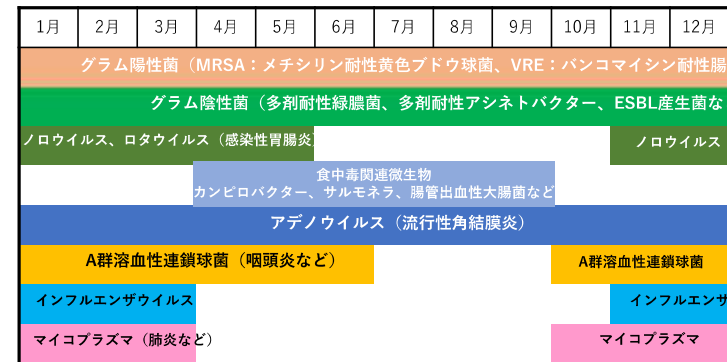 1月 2月 3月 4月 5月 6月 7月 8月 9月 10月 11月 12月
グラム陽性菌（MRSA：メチシリン耐性黄色ブドウ球菌、VRE：バンコマイシン耐性腸
グラム陰性菌（多剤耐性緑膿菌、多剤耐性アシネトバクター、ESBL産生菌な
ノロウイルス、ロタウイルス（感染性胃腸炎） ノロウイルス
食中毒関連微生物
カンピロバクター、サルモネラ、腸管出血性大腸菌など
アデノウイルス（流行性角結膜炎）
A群溶血性連鎖球菌（咽頭炎など） A群溶血性連鎖球菌
インフルエンザウイルス インフルエンザ
マイコプラズマ（肺炎など） マイコプラズマ